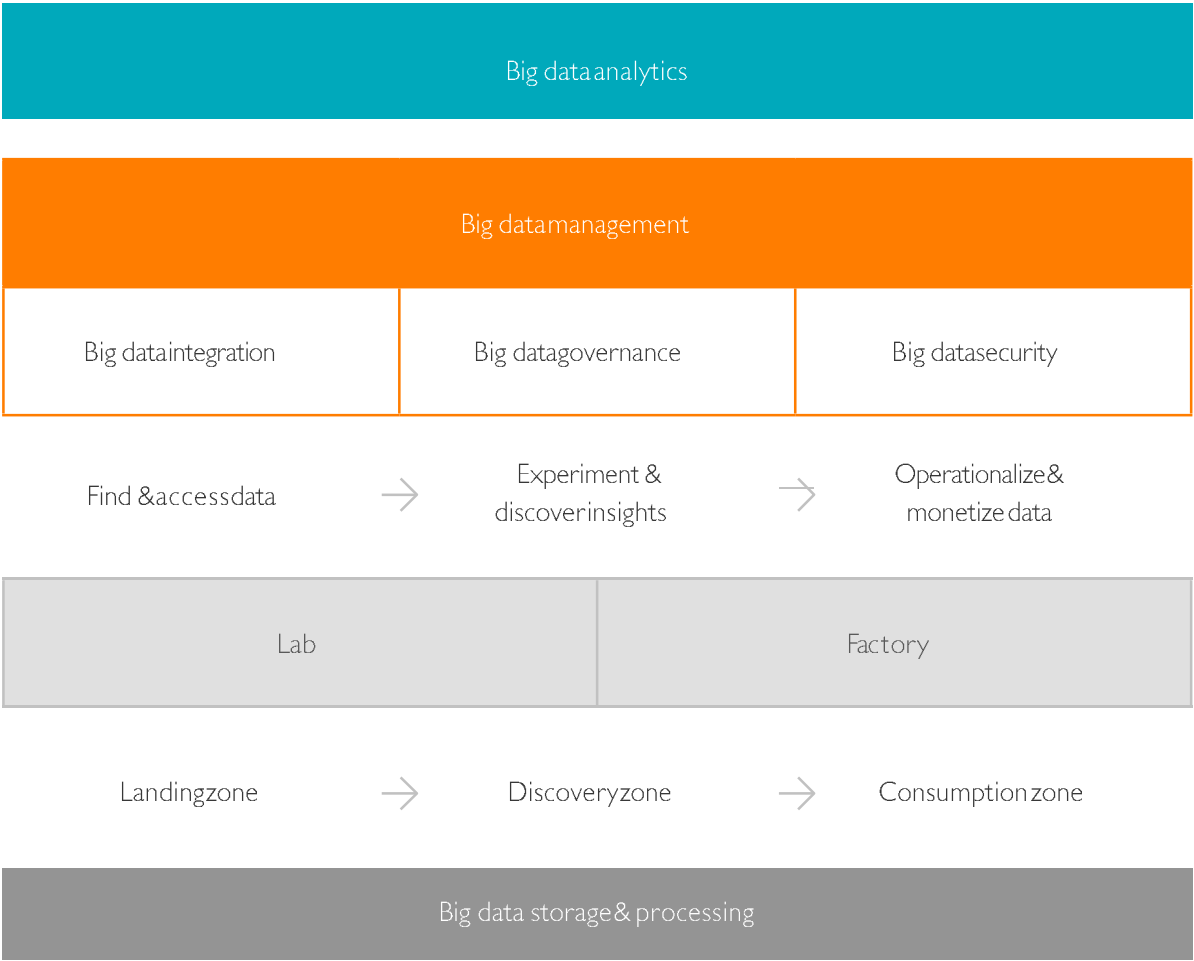 Big data analytics
Big data management
Big data integration
Big data governance
Big data security
Find & access data
Experiment &
discover insights
Operationalize &
monetize data
Lab
Factory
Landing zone
Discovery zone
Consumption zone
Big data storage & processing